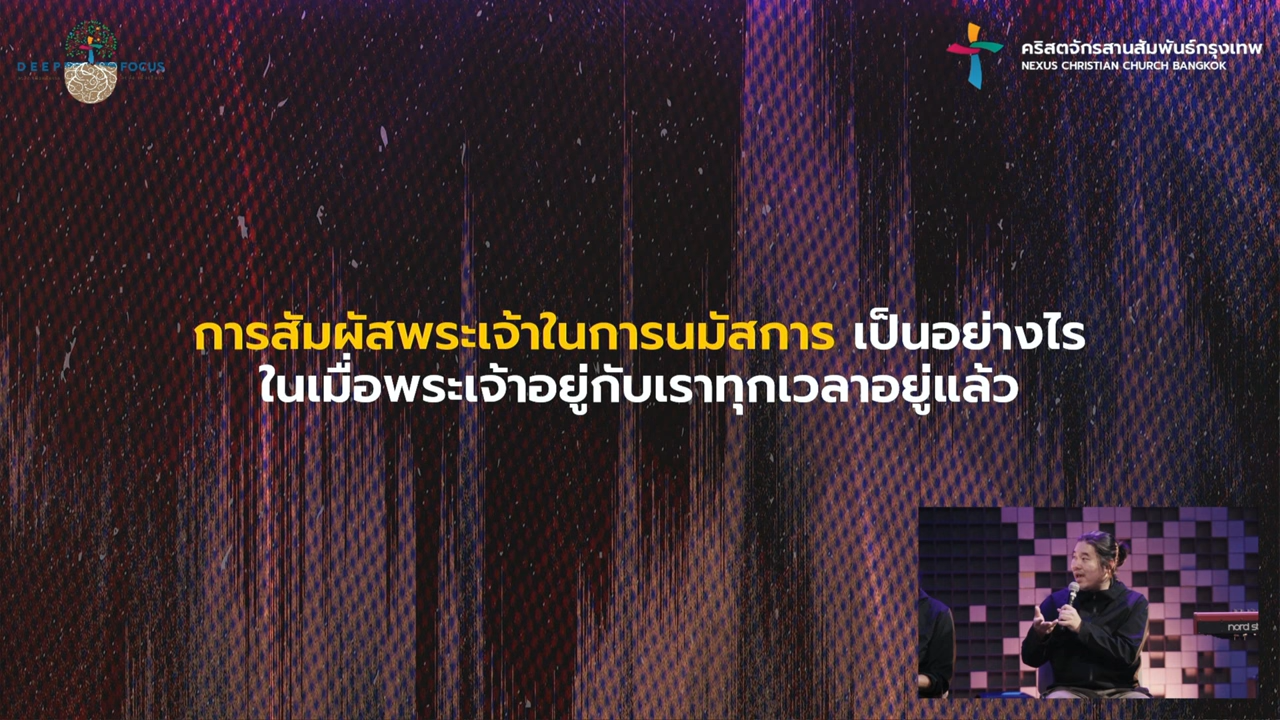 DEEP FOCUS
คริสตจักรสานสัมพันธ์กรุงเทพ
NEXUS CHRISTIAN CHURCH BANGKOK
การสัมผัสพระเจ้าในการนมัสการ เป็นอย่างไร
ในเมื่อพระเจ้าอยู่กับเราทุกเวลาอยู่แล้ว
nord st